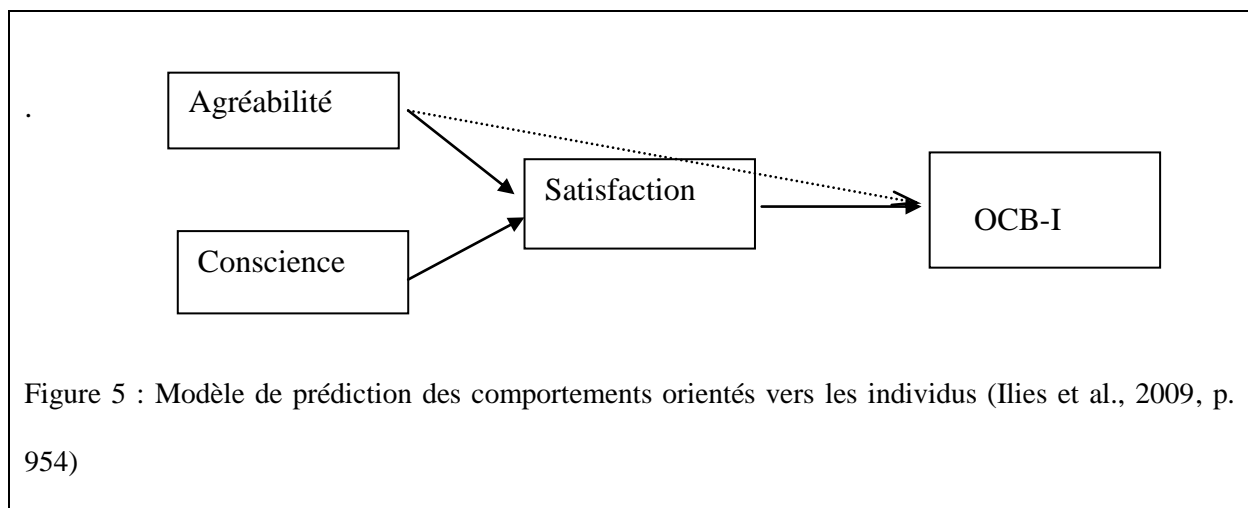 Agréabilité
.
Satisfaction
OCB-I
Conscience
Figure 5 : Modèle de prédiction des comportements orientés vers les individus (Ilies et al., 2009, p.
954)